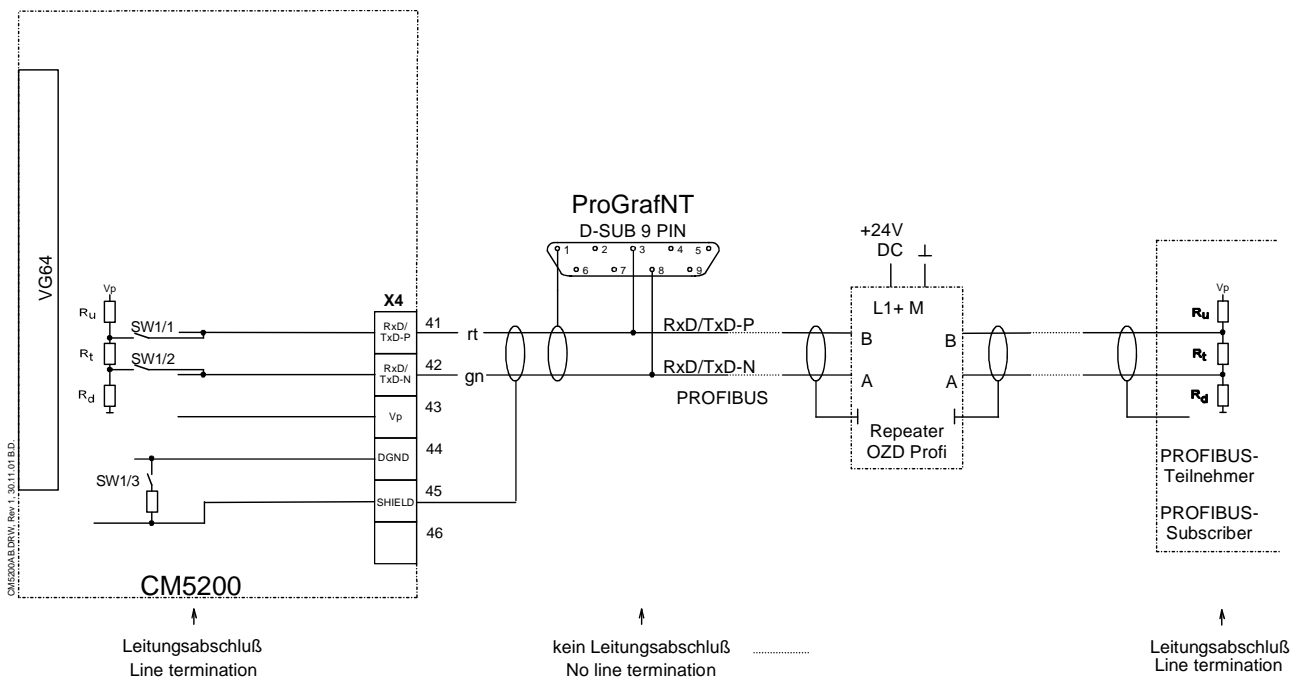 CM5200AB.DRW, Rev 1, 30.11.01 B.D.
VG64
Vp
Ru
Rt
Rd
SW1/1
SW1/2
SW1/3
X4
RxD/
TxD-P
41
RxD/
TxD-N
42
Vp
43
DGND
44
SHIELD
45
46
CM5200
rt
gn
ProGrafNT
D-SUB 9 PIN
1 2 3 4 5
6 7 8 9
RxD/TxD-P
RxD/TxD-N
PROFIBUS
+24V
DC ⊥
L1+ M
B B
A A
Repeater
OZD Profi
Vp
Ru
Rt
Rd
PROFIBUS-
Teilnehmer
PROFIBUS-
Subscriber
Leitungsabschluß
Line termination
kein Leitungsabschluß
No line termination
Leitungsabschluß
Line termination